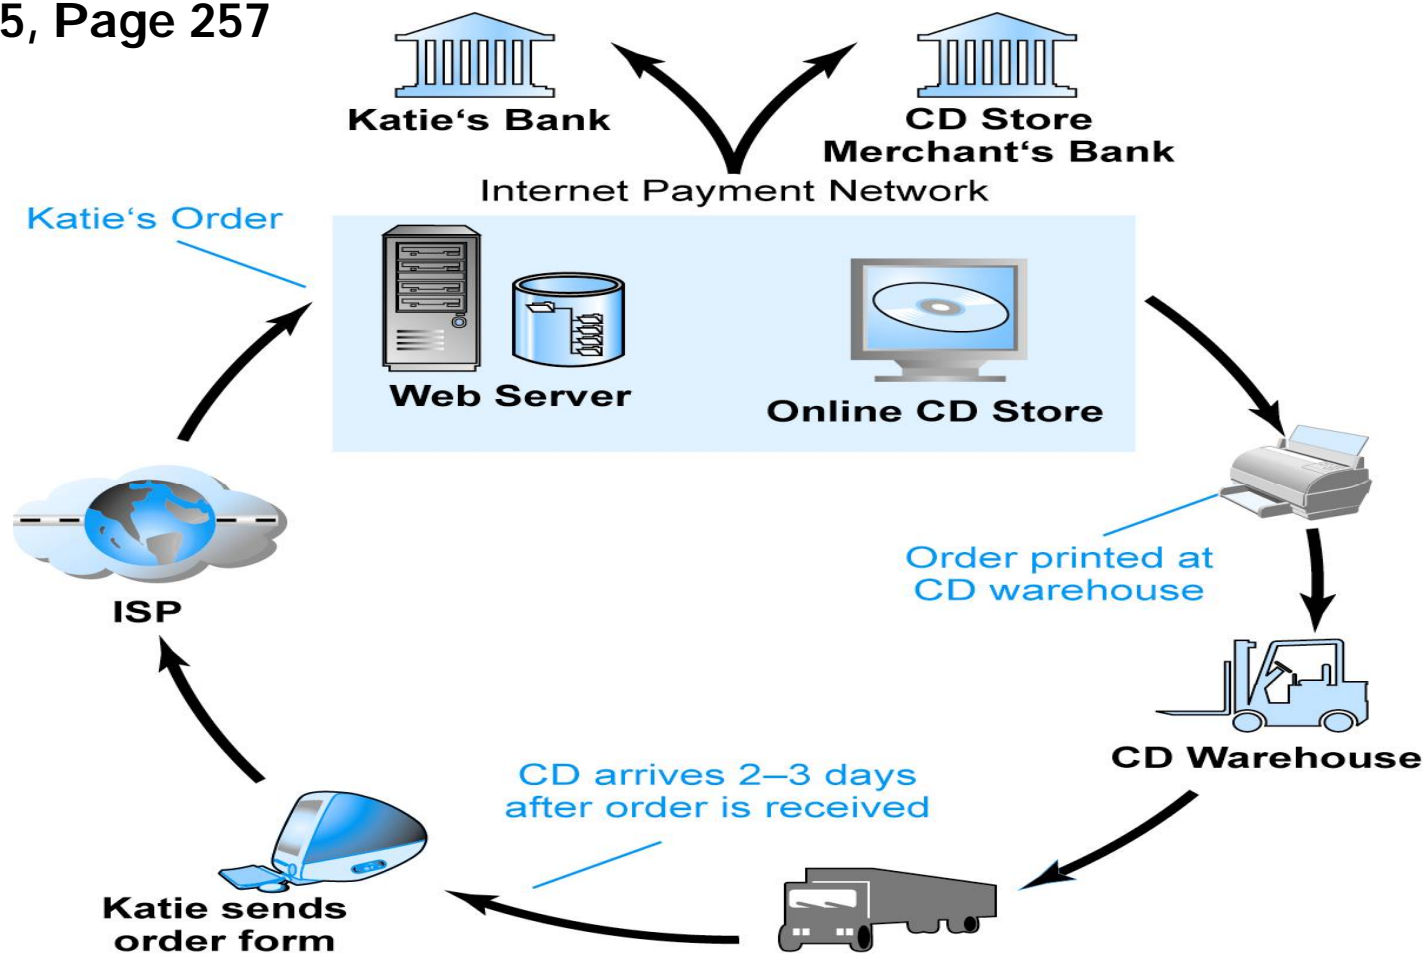 5, Page 257
Katie‘s Bank
CD Store
Merchant‘s Bank
Internet Payment Network
Katie‘s Order
Web Server
Online CD Store
Order printed at
CD warehouse
ISP
CD Warehouse
CD arrives 2–3 days
after order is received
Katie sends
order form